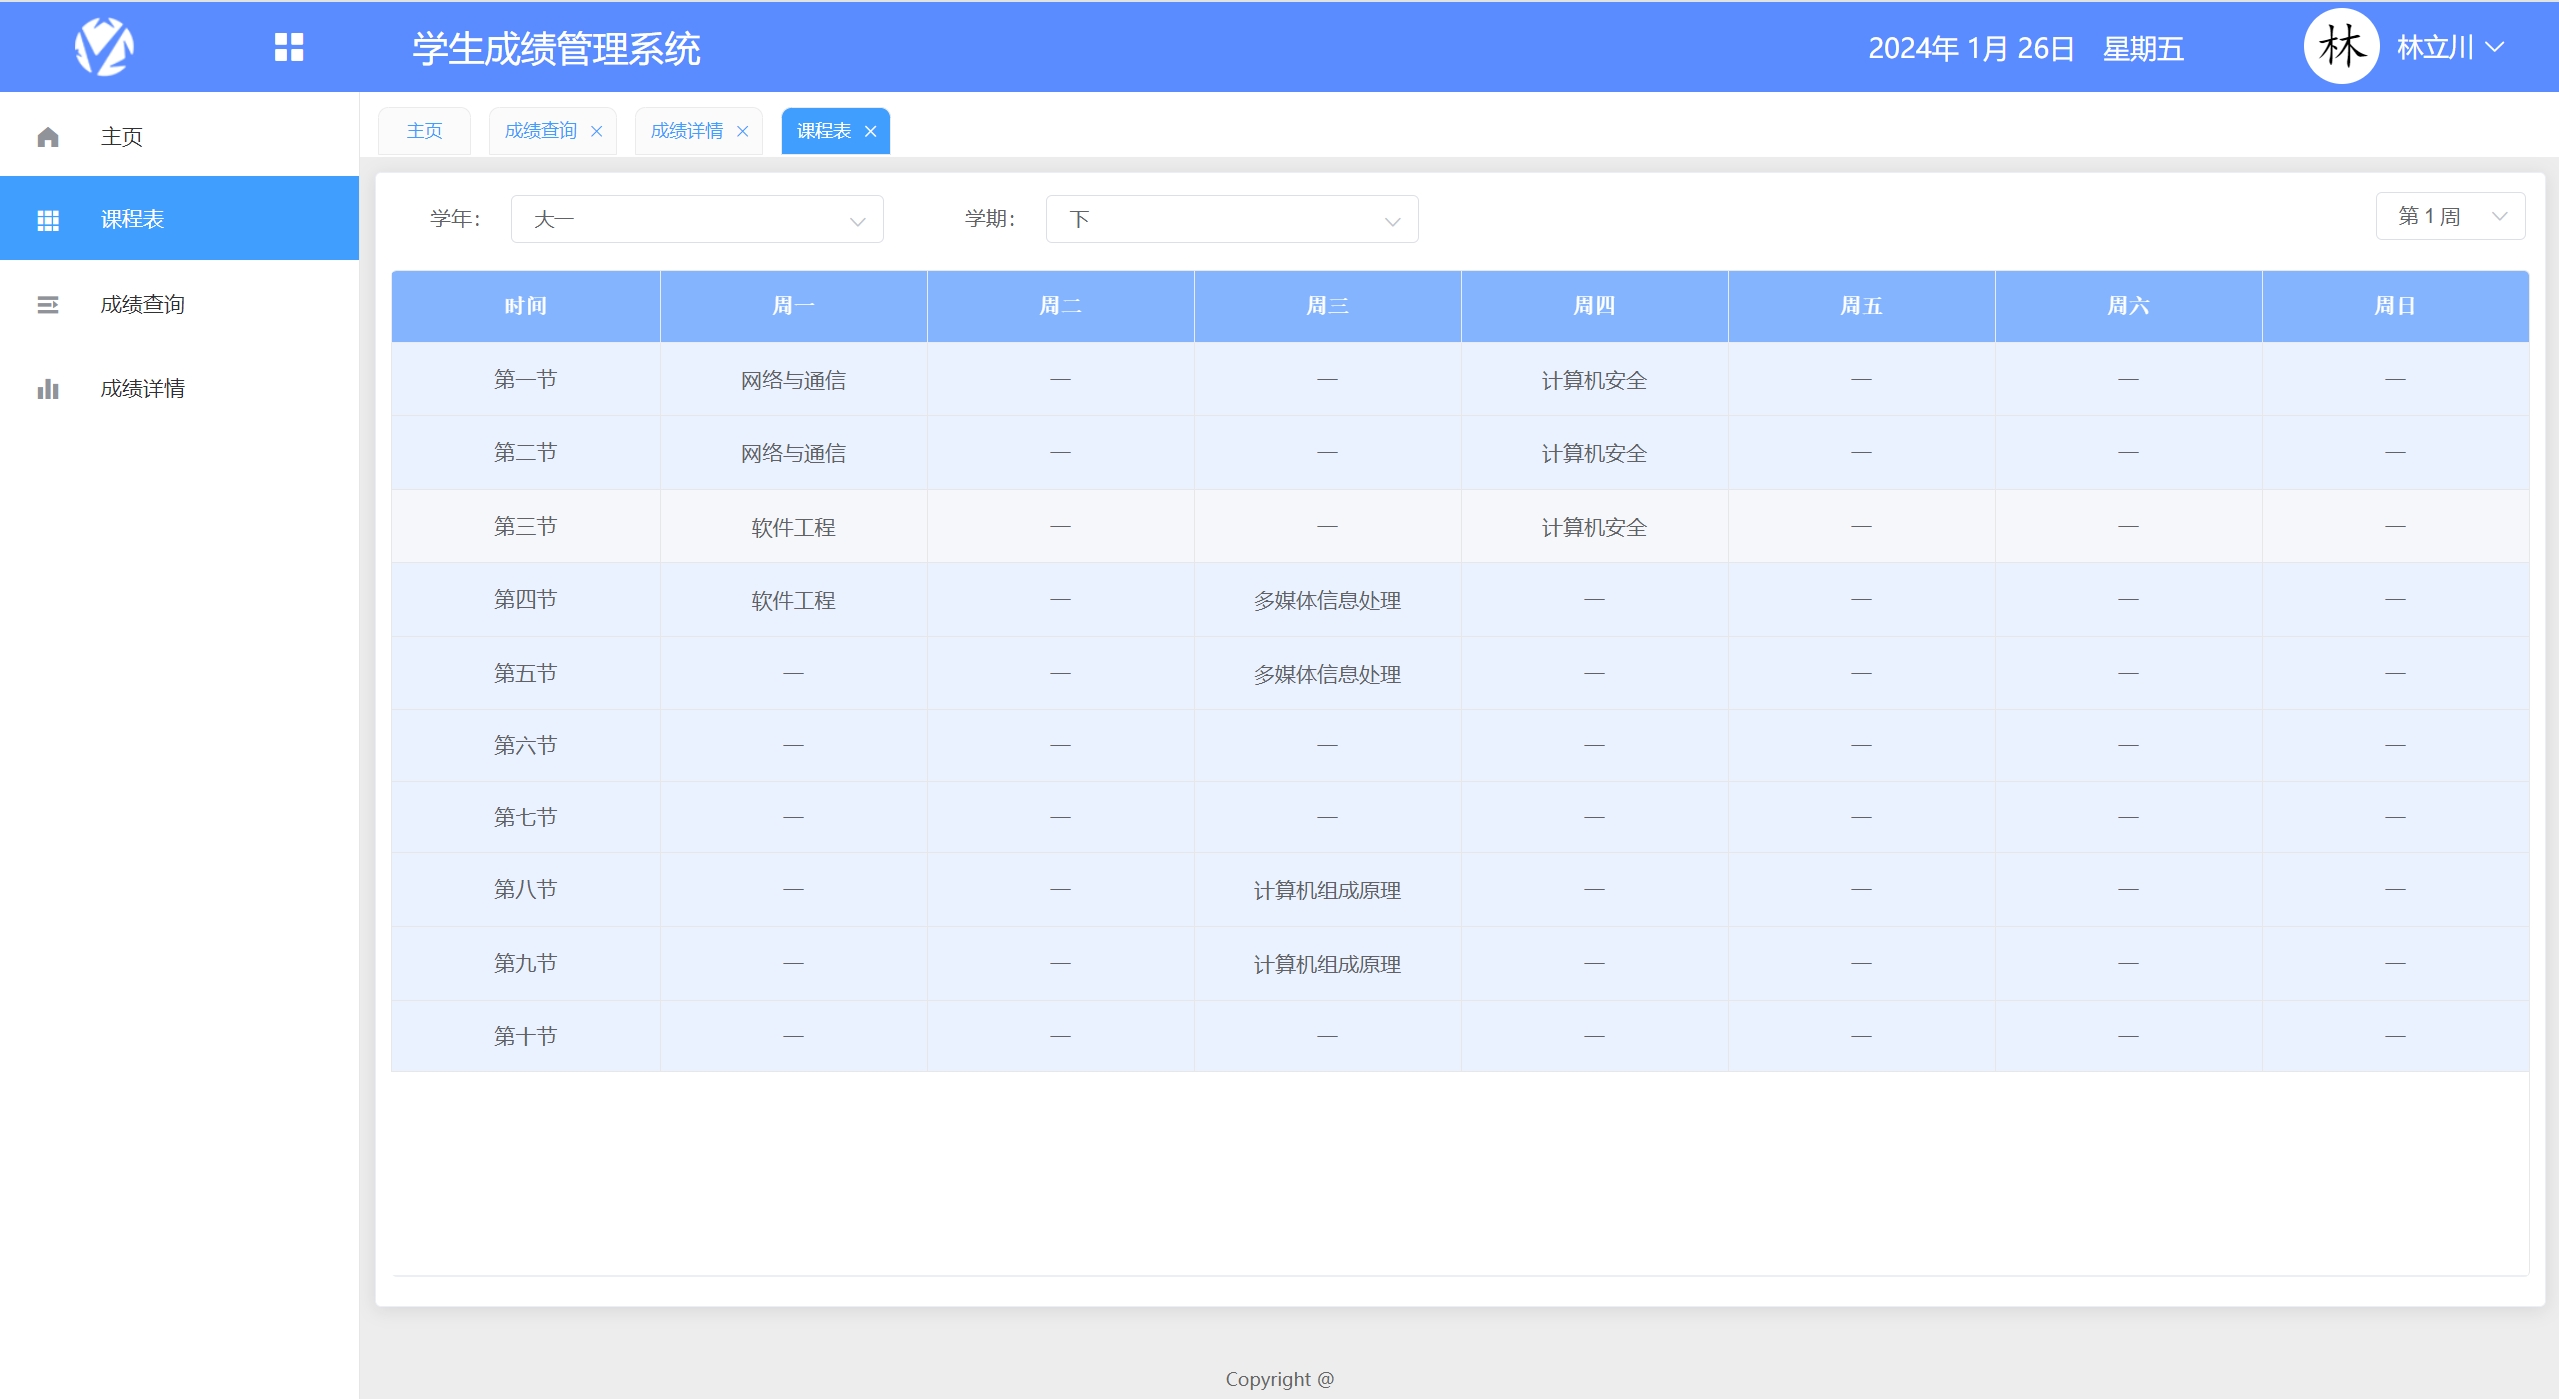 学生成绩管理系统 2024年 1月 26日 星期五 林 林立川
主页 成绩查询 成绩详情 课程表
主页
课程表
成绩查询
成绩详情
学年： 大一 学期： 下 第 1 周
时间 周一 周二 周三 周四 周五 周六 周日
第一节 网络与通信 — — 计算机安全 — — —
第二节 网络与通信 — — 计算机安全 — — —
第三节 软件工程 — — 计算机安全 — — —
第四节 软件工程 — 多媒体信息处理 — — — —
第五节 — — 多媒体信息处理 — — — —
第六节 — — — — — — —
第七节 — — — — — — —
第八节 — — 计算机组成原理 — — — —
第九节 — — 计算机组成原理 — — — —
第十节 — — — — — — —
Copyright @